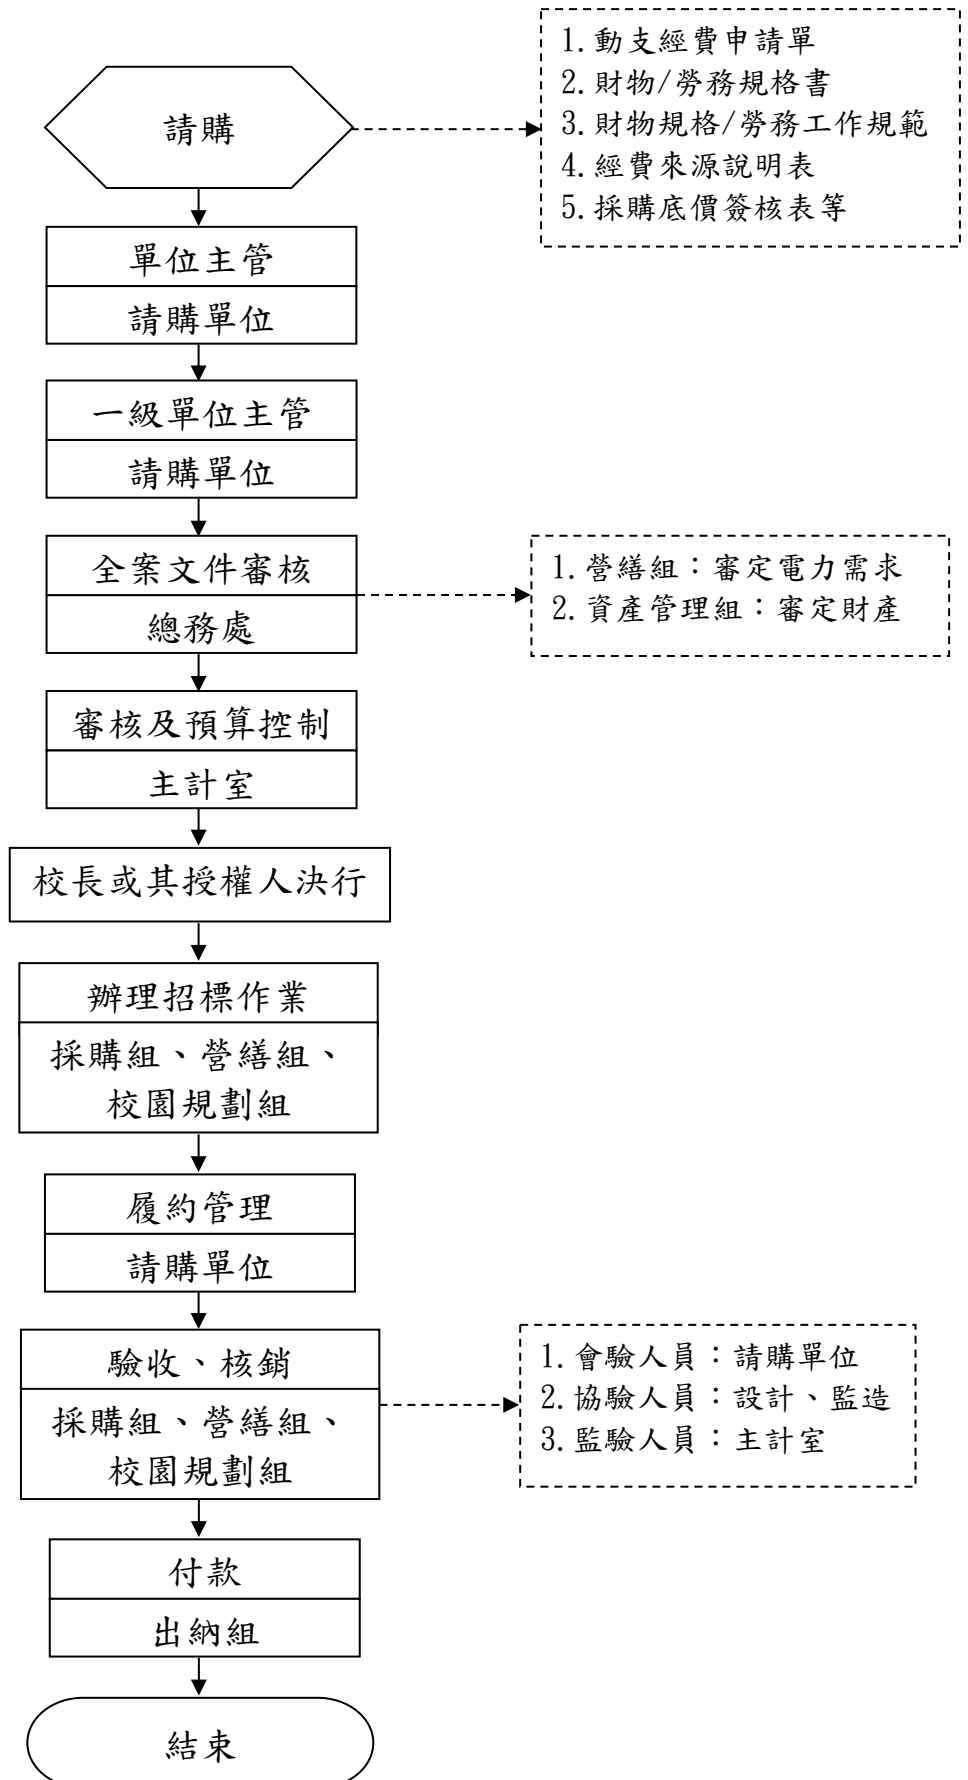 請購
1.動支經費申請單
2.財物/勞務規格書
3.財物規格/勞務工作規範
4.經費來源說明表
5.採購底價簽核表等
單位主管
請購單位
一級單位主管
請購單位
全案文件審核
總務處
1.營繕組：審定電力需求
2.資產管理組：審定財產
審核及預算控制
主計室
校長或其授權人決行
辦理招標作業
採購組、營繕組、
校園規劃組
履約管理
請購單位
驗收、核銷
採購組、營繕組、
校園規劃組
1.會驗人員：請購單位
2.協驗人員：設計、監造
3.監驗人員：主計室
付款
出納組
結束